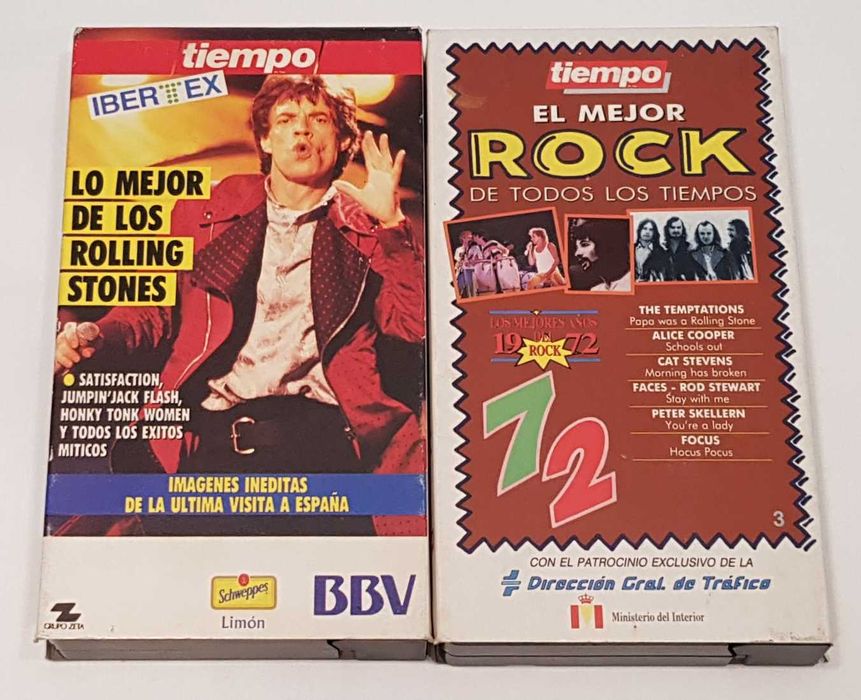 tiempo
IBERTEX
LO MEJOR
DE LOS
ROLLING
STONES
SATISFACTION,
JUMPIN'JACK FLASH,
HONKY TONK WOMEN
Y TODOS LOS EXITOS
MITICOS
IMAGENES INEDITAS
DE LA ULTIMA VISITA A ESPAÑA
GRUPO ZETA
Schweppes
Limón
BBV
tiempo
EL MEJOR
ROCK
DE TODOS LOS TIEMPOS
LOS MEJORES AÑOS
DN
19 ROCK 72
72
THE TEMPTATIONS
Papa was a Rolling Stone
ALICE COOPER
Schools out
CAT STEVENS
Morning has broken
FACES - ROD STEWART
Stay with me
PETER SKELLERN
You're a lady
FOCUS
Hocus Pocus
3
CON EL PATROCINIO EXCLUSIVO DE LA
Dirección Gral. de Tráfico
Ministerio del Interior